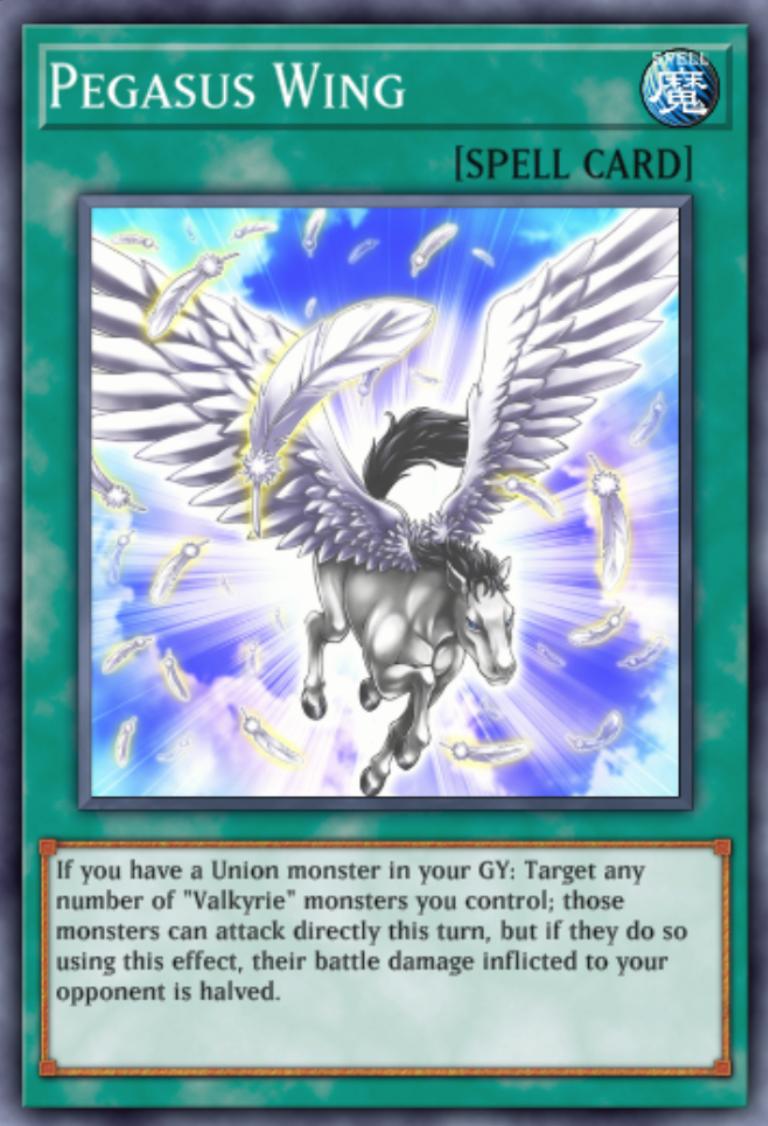 Pegasus Wing
SPELL
魔
[SPELL CARD]
If you have a Union monster in your GY: Target any
number of "Valkyrie" monsters you control; those
monsters can attack directly this turn, but if they do so
using this effect, their battle damage inflicted to your
opponent is halved.